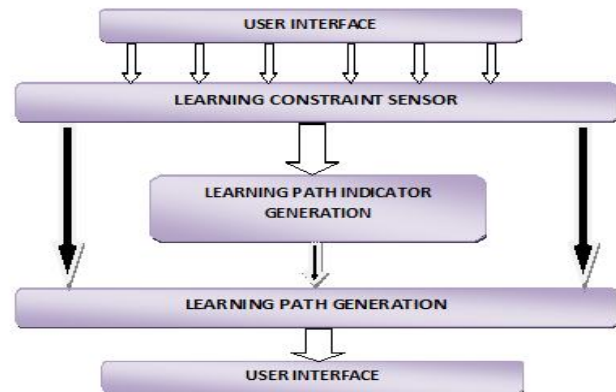 USER INTERFACE
LEARNING CONSTRAINT SENSOR
LEARNING PATH INDICATOR
GENERATION
LEARNING PATH GENERATION
USER INTERFACE